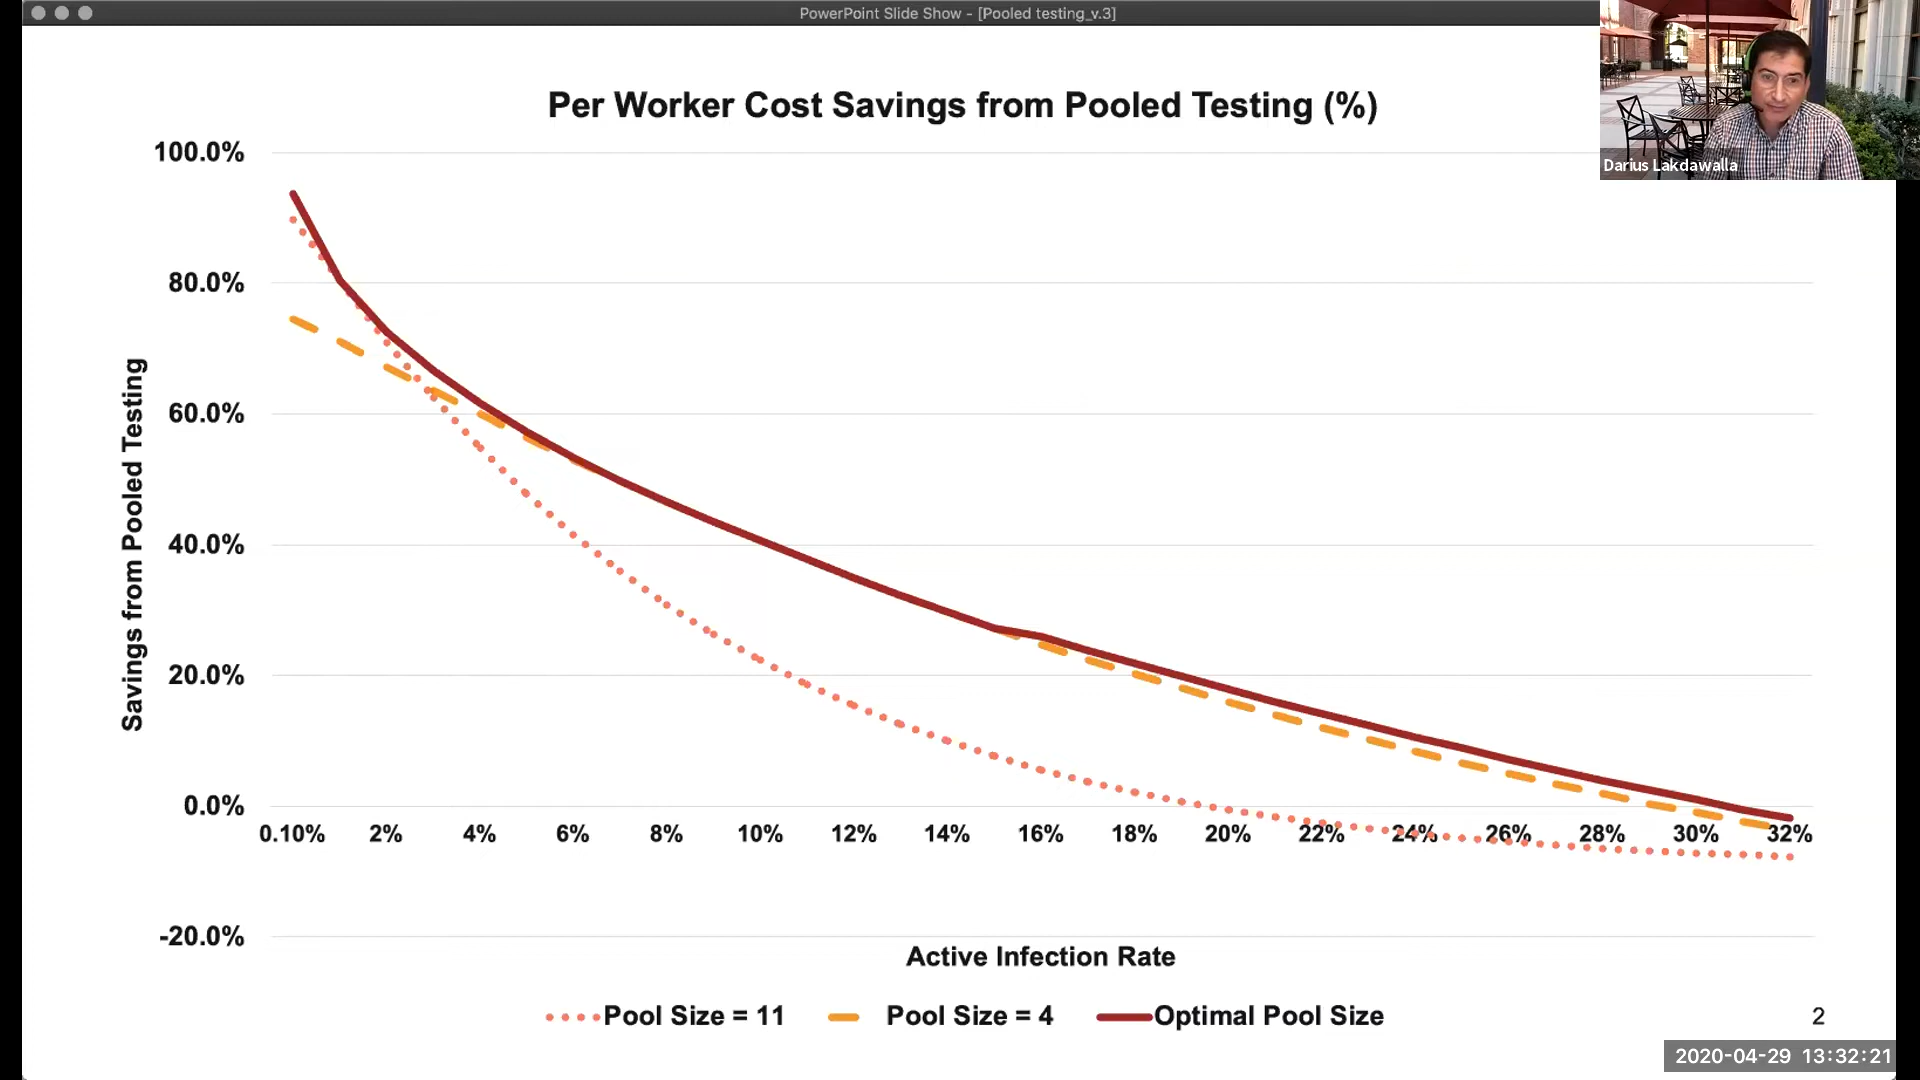 PowerPoint Slide Show - [Pooled testing_v.3]
Darius Lakdawalla
Per Worker Cost Savings from Pooled Testing (%)
Savings from Pooled Testing
100.0%
80.0%
60.0%
40.0%
20.0%
0.0%
-20.0%
0.10% 2% 4% 6% 8% 10% 12% 14% 16% 18% 20% 22% 24% 26% 28% 30% 32%
Active Infection Rate
Pool Size = 11 Pool Size = 4 Optimal Pool Size
2
2020-04-29 13:32:21